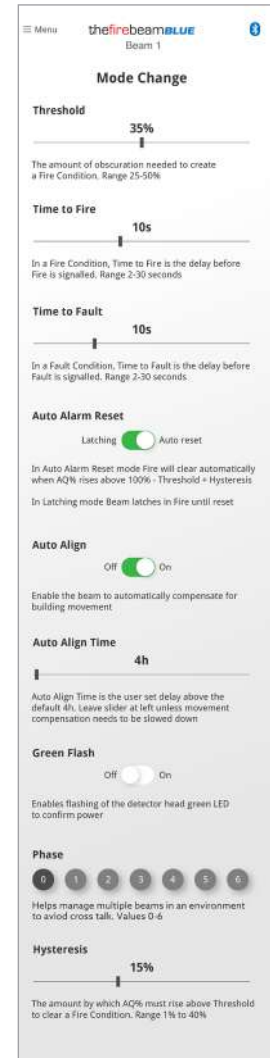 ☰ Menu thefirebeamBLUE
Beam 1
Mode Change
Threshold
35%
The amount of obscuration needed to create
a Fire Condition. Range 25-50%
Time to Fire
10s
In a Fire Condition, Time to Fire is the delay before
Fire is signalled. Range 2-30 seconds
Time to Fault
10s
In a Fault Condition, Time to Fault is the delay before
Fault is signalled. Range 2-30 seconds
Auto Alarm Reset
Latching Auto reset
In Auto Alarm Reset mode Fire will clear automatically
when AQ% rises above 100% - Threshold + Hysteresis
In Latching mode Beam latches in Fire until reset
Auto Align
Off On
Enable the beam to automatically compensate for
building movement
Auto Align Time
4h
Auto Align Time is the user set delay above the
default 4h. Leave slider at left unless movement
compensation needs to be slowed down
Green Flash
Off On
Enables flashing of the detector head green LED
to confirm power
Phase
0 1 2 3 4 5 6
Helps manage multiple beams in an environment
to aviod cross talk. Values 0-6
Hysteresis
15%
The amount by which AQ% must rise above Threshold
to clear a Fire Condition. Range 1% to 40%